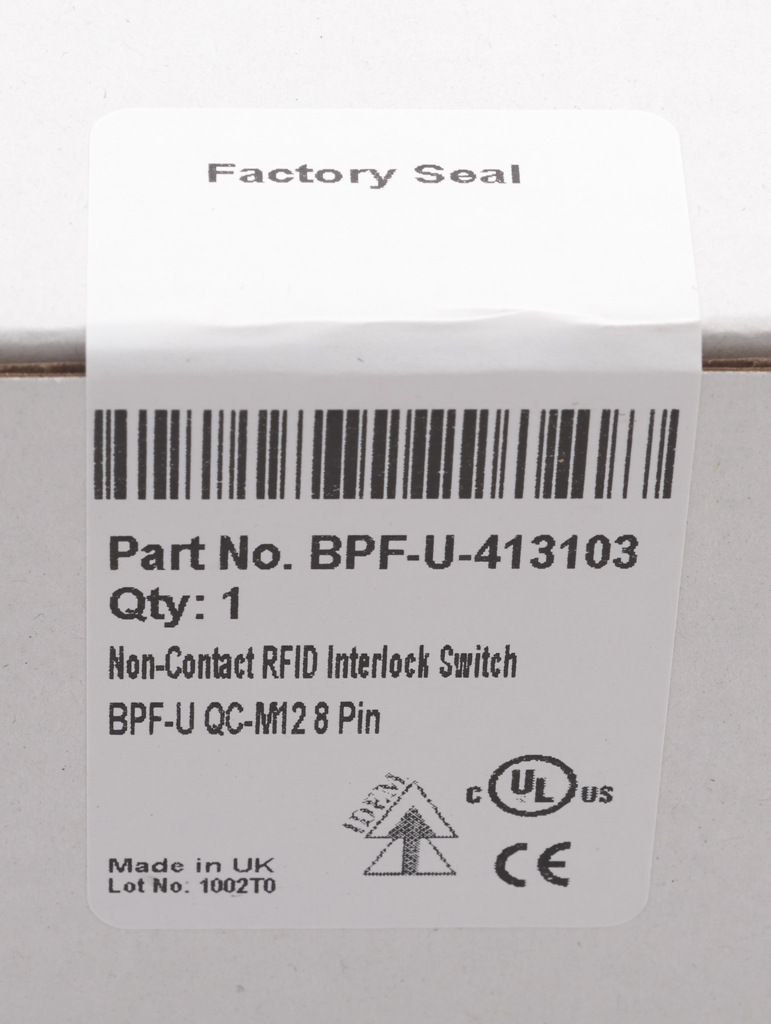 Factory Seal
Part No. BPF-U-413103
Qty: 1
Non-Contact RFID Interlock Switch
BPF-U QC-M12 8 Pin
IDEM
C UL US
CE
Made in UK
Lot No: 1002T0